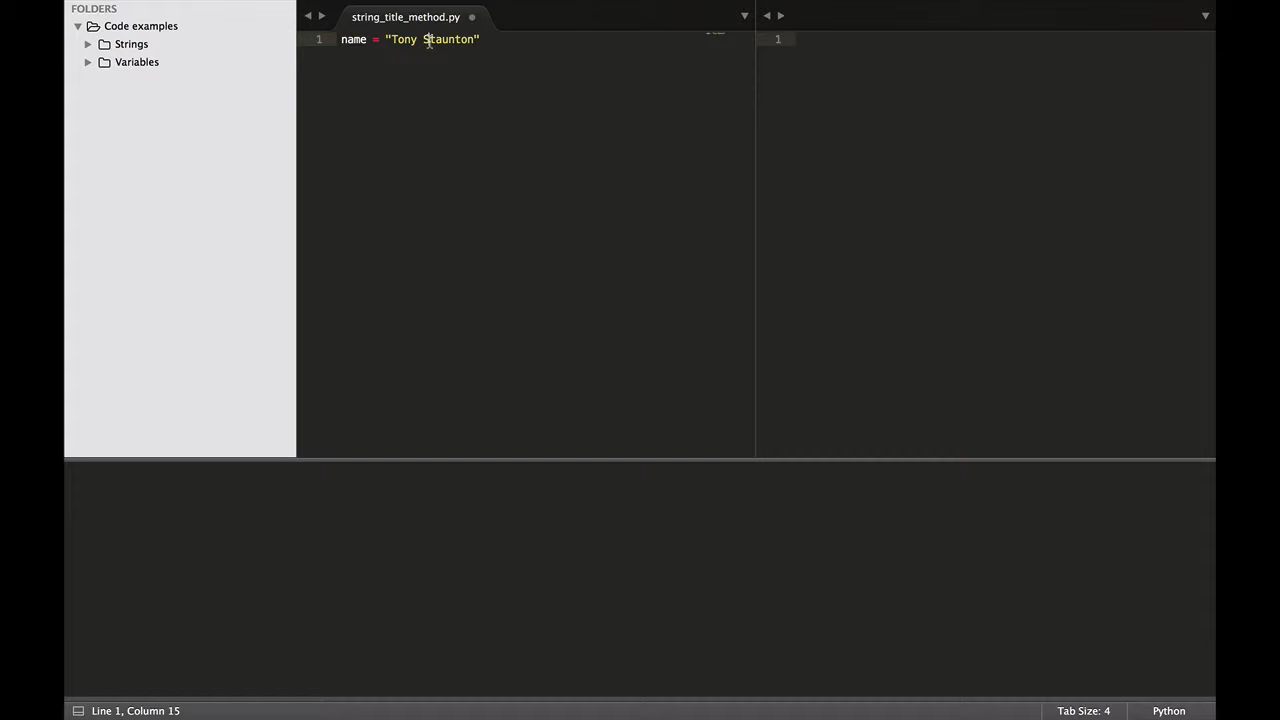 FOLDERS
Code examples
Strings
Variables
string_title_method.py
1 name = "Tony Staunton"
1
Line 1, Column 15
Tab Size: 4
Python